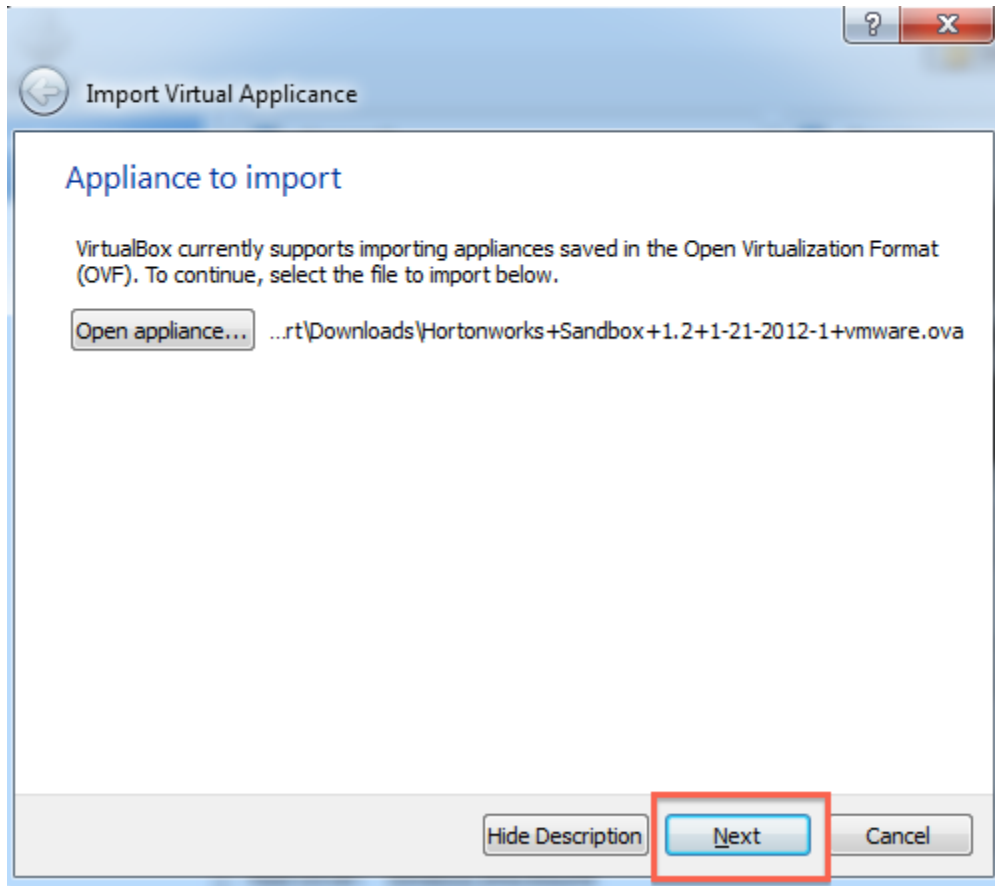 Import Virtual Applicance
Appliance to import
VirtualBox currently supports importing appliances saved in the Open Virtualization Format
(OVF). To continue, select the file to import below.
Open appliance... ...rt\Downloads\Hortonworks+Sandbox+1.2+1-21-2012-1+vmware.ova
Hide Description Next Cancel